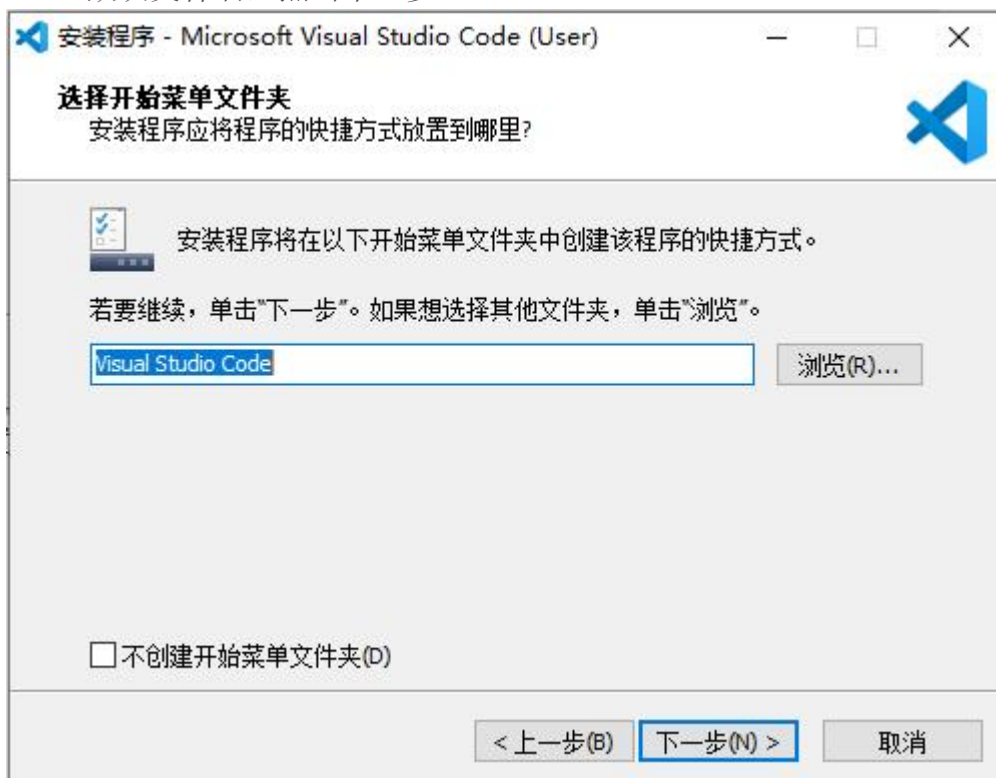 安装程序 - Microsoft Visual Studio Code (User)
选择开始菜单文件夹
安装程序应将程序的快捷方式放置到哪里?
安装程序将在以下开始菜单文件夹中创建该程序的快捷方式。
若要继续，单击"下一步"。如果想选择其他文件夹，单击"浏览"。
Visual Studio Code
浏览(R)...
不创建开始菜单文件夹(D)
< 上一步(B)
下一步(N) >
取消